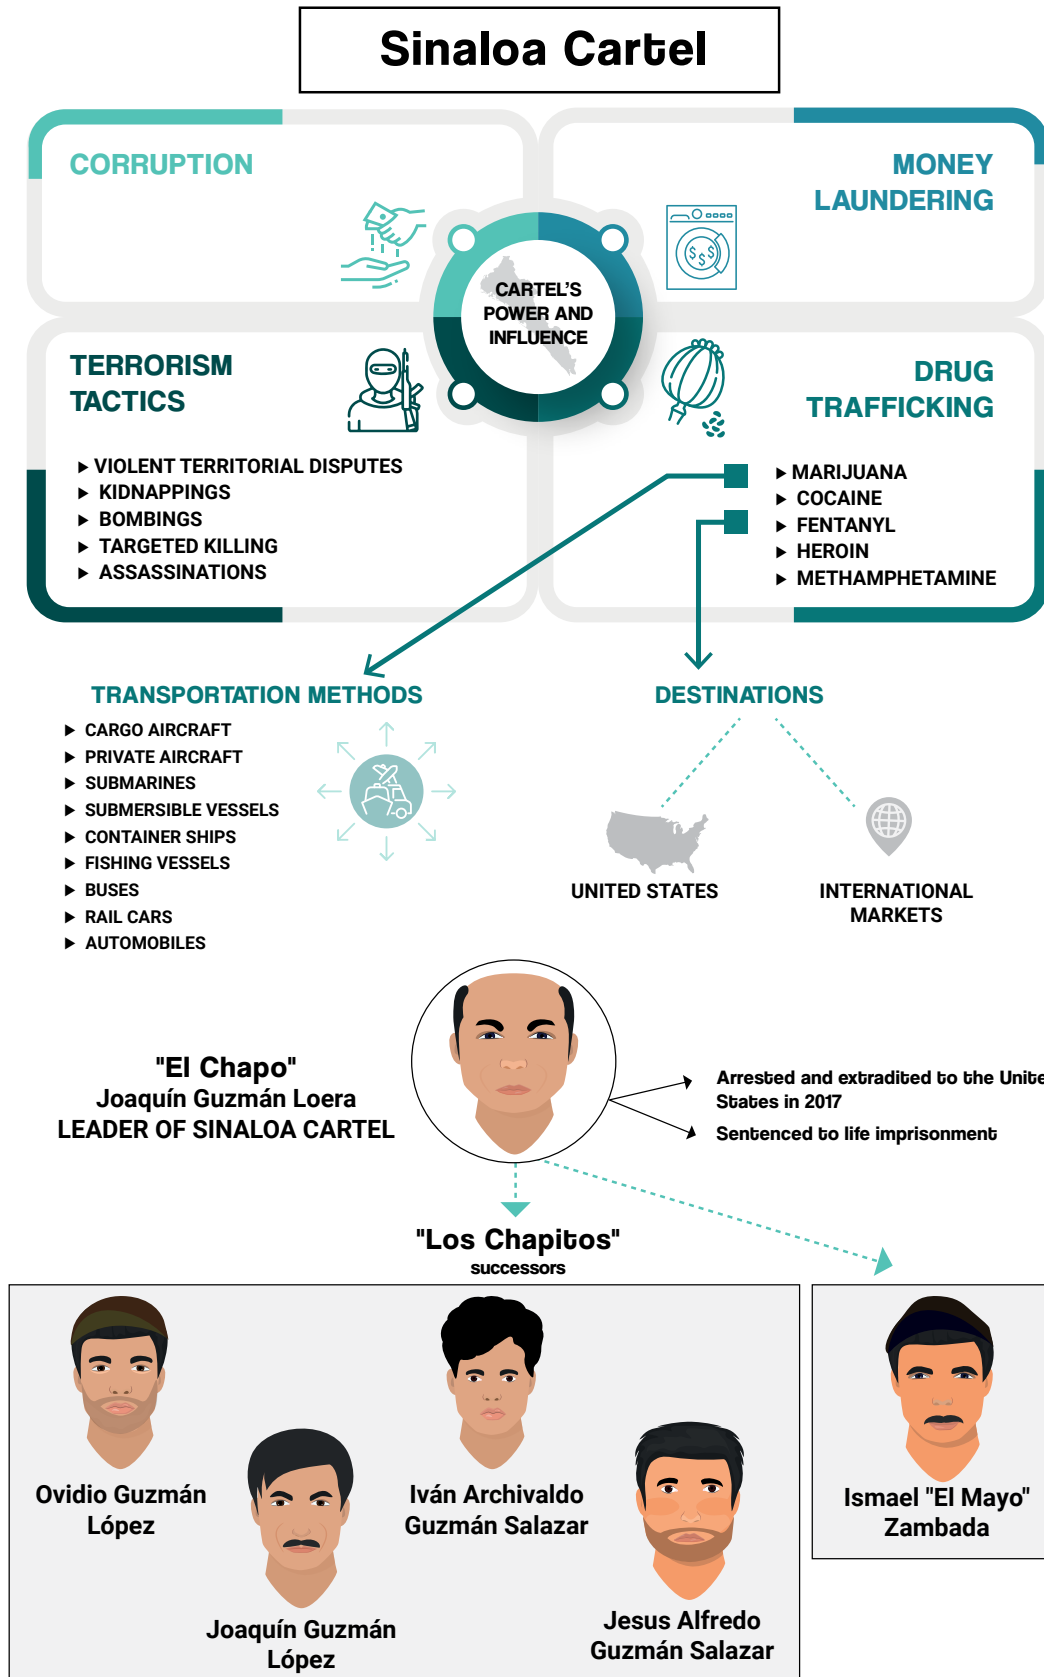 Sinaloa Cartel
CORRUPTION
MONEY
LAUNDERING
CARTEL'S
POWER AND
INFLUENCE
TERRORISM
TACTICS
VIOLENT TERRITORIAL DISPUTES
KIDNAPPINGS
BOMBINGS
TARGETED KILLING
ASSASSINATIONS
DRUG
TRAFFICKING
MARIJUANA
COCAINE
FENTANYL
HEROIN
METHAMPHETAMINE
TRANSPORTATION METHODS
CARGO AIRCRAFT
PRIVATE AIRCRAFT
SUBMARINES
SUBMERSIBLE VESSELS
CONTAINER SHIPS
FISHING VESSELS
BUSES
RAIL CARS
AUTOMOBILES
DESTINATIONS
UNITED STATES
INTERNATIONAL
MARKETS
"El Chapo"
Joaquín Guzmán Loera
LEADER OF SINALOA CARTEL
Arrested and extradited to the Unite
States in 2017
Sentenced to life imprisonment
"Los Chapitos"
successors
Ovidio Guzmán
López
Joaquín Guzmán
López
Iván Archivaldo
Guzmán Salazar
Jesus Alfredo
Guzmán Salazar
Ismael "El Mayo"
Zambada